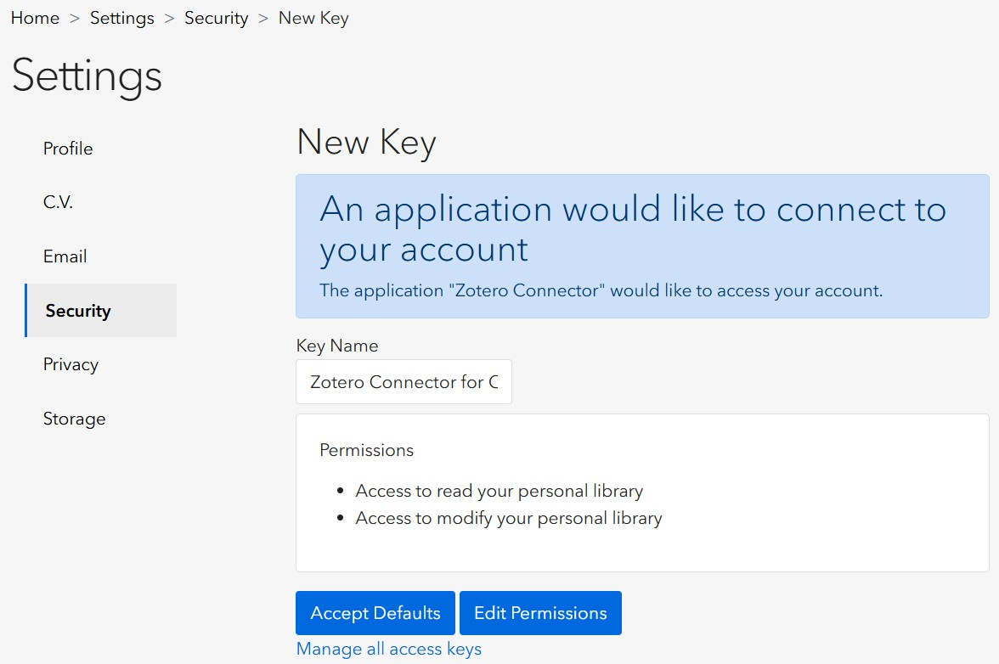 Home > Settings > Security > New Key
Settings
Profile
C.V.
Email
Security
Privacy
Storage
New Key
An application would like to connect to
your account
The application "Zotero Connector" would like to access your account.
Key Name
Zotero Connector for C
Permissions
• Access to read your personal library
• Access to modify your personal library
Accept Defaults Edit Permissions
Manage all access keys